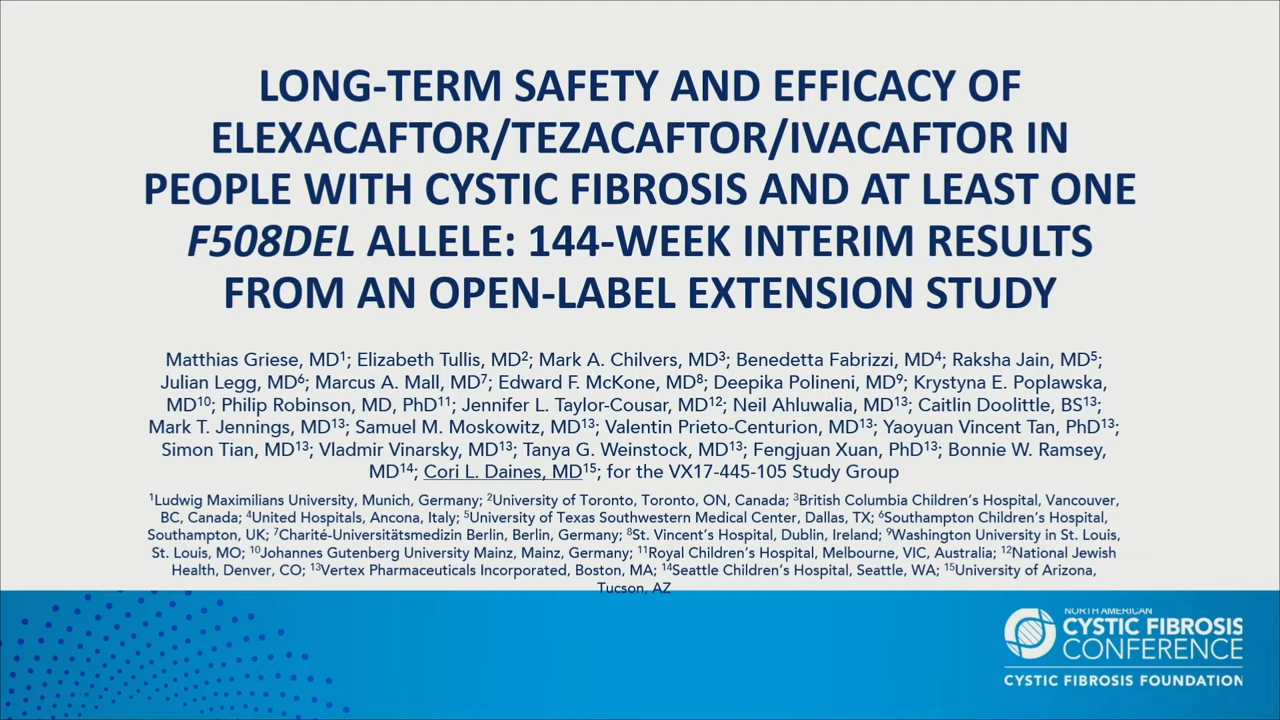 LONG-TERM SAFETY AND EFFICACY OF
ELEXACAFTOR/TEZACAFTOR/IVACAFTOR IN
PEOPLE WITH CYSTIC FIBROSIS AND AT LEAST ONE
F508DEL ALLELE: 144-WEEK INTERIM RESULTS
FROM AN OPEN-LABEL EXTENSION STUDY
Matthias Griese, MD¹; Elizabeth Tullis, MD²; Mark A. Chilvers, MD³; Benedetta Fabrizzi, MD⁴; Raksha Jain, MD⁵;
Julian Legg, MD⁶; Marcus A. Mall, MD⁷; Edward F. McKone, MD⁸; Deepika Polineni, MD⁹; Krystyna E. Poplawska,
MD¹⁰; Philip Robinson, MD, PhD¹¹; Jennifer L. Taylor-Cousar, MD¹²; Neil Ahluwalia, MD¹³; Caitlin Doolittle, BS¹³;
Mark T. Jennings, MD¹³; Samuel M. Moskowitz, MD¹³; Valentin Prieto-Centurion, MD¹³; Yaoyuan Vincent Tan, PhD¹³;
Simon Tian, MD¹³; Vladmir Vinarsky, MD¹³; Tanya G. Weinstock, MD¹³; Fengjuan Xuan, PhD¹³; Bonnie W. Ramsey,
MD¹⁴; Cori L. Daines, MD¹⁵; for the VX17-445-105 Study Group
¹Ludwig Maximilians University, Munich, Germany; ²University of Toronto, Toronto, ON, Canada; ³British Columbia Children's Hospital, Vancouver,
BC, Canada; ⁴United Hospitals, Ancona, Italy; ⁵University of Texas Southwestern Medical Center, Dallas, TX; ⁶Southampton Children's Hospital,
Southampton, UK; ⁷Charité-Universitätsmedizin Berlin, Berlin, Germany; ⁸St. Vincent's Hospital, Dublin, Ireland; ⁹Washington University in St. Louis,
St. Louis, MO; ¹⁰Johannes Gutenberg University Mainz, Mainz, Germany; ¹¹Royal Children's Hospital, Melbourne, VIC, Australia; ¹²National Jewish
Health, Denver, CO; ¹³Vertex Pharmaceuticals Incorporated, Boston, MA; ¹⁴Seattle Children's Hospital, Seattle, WA; ¹⁵University of Arizona,
Tucson, AZ
NORTH AMERICAN
CYSTIC FIBROSIS
CONFERENCE
CYSTIC FIBROSIS FOUNDATION